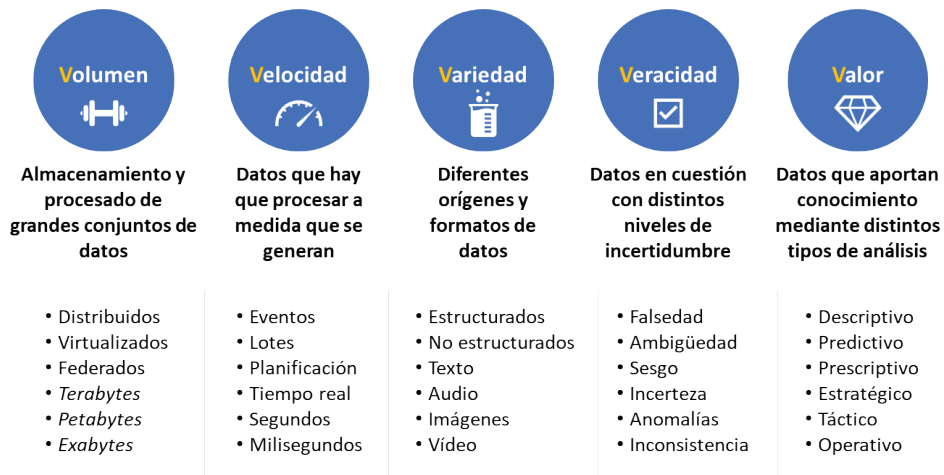 Volumen
Almacenamiento y
procesado de
grandes conjuntos de
datos
• Distribuidos
• Virtualizados
• Federados
• Terabytes
• Petabytes
• Exabytes
Velocidad
Datos que hay
que procesar a
medida que se
generan
• Eventos
• Lotes
• Planificación
• Tiempo real
• Segundos
• Milisegundos
Variedad
Diferentes
orígenes y
formatos de
datos
• Estructurados
• No estructurados
• Texto
• Audio
• Imágenes
• Vídeo
Veracidad
Datos en cuestión
con distintos
niveles de
incertidumbre
• Falsedad
• Ambigüedad
• Sesgo
• Incerteza
• Anomalías
• Inconsistencia
Valor
Datos que aportan
conocimiento
mediante distintos
tipos de análisis
• Descriptivo
• Predictivo
• Prescriptivo
• Estratégico
• Táctico
• Operativo